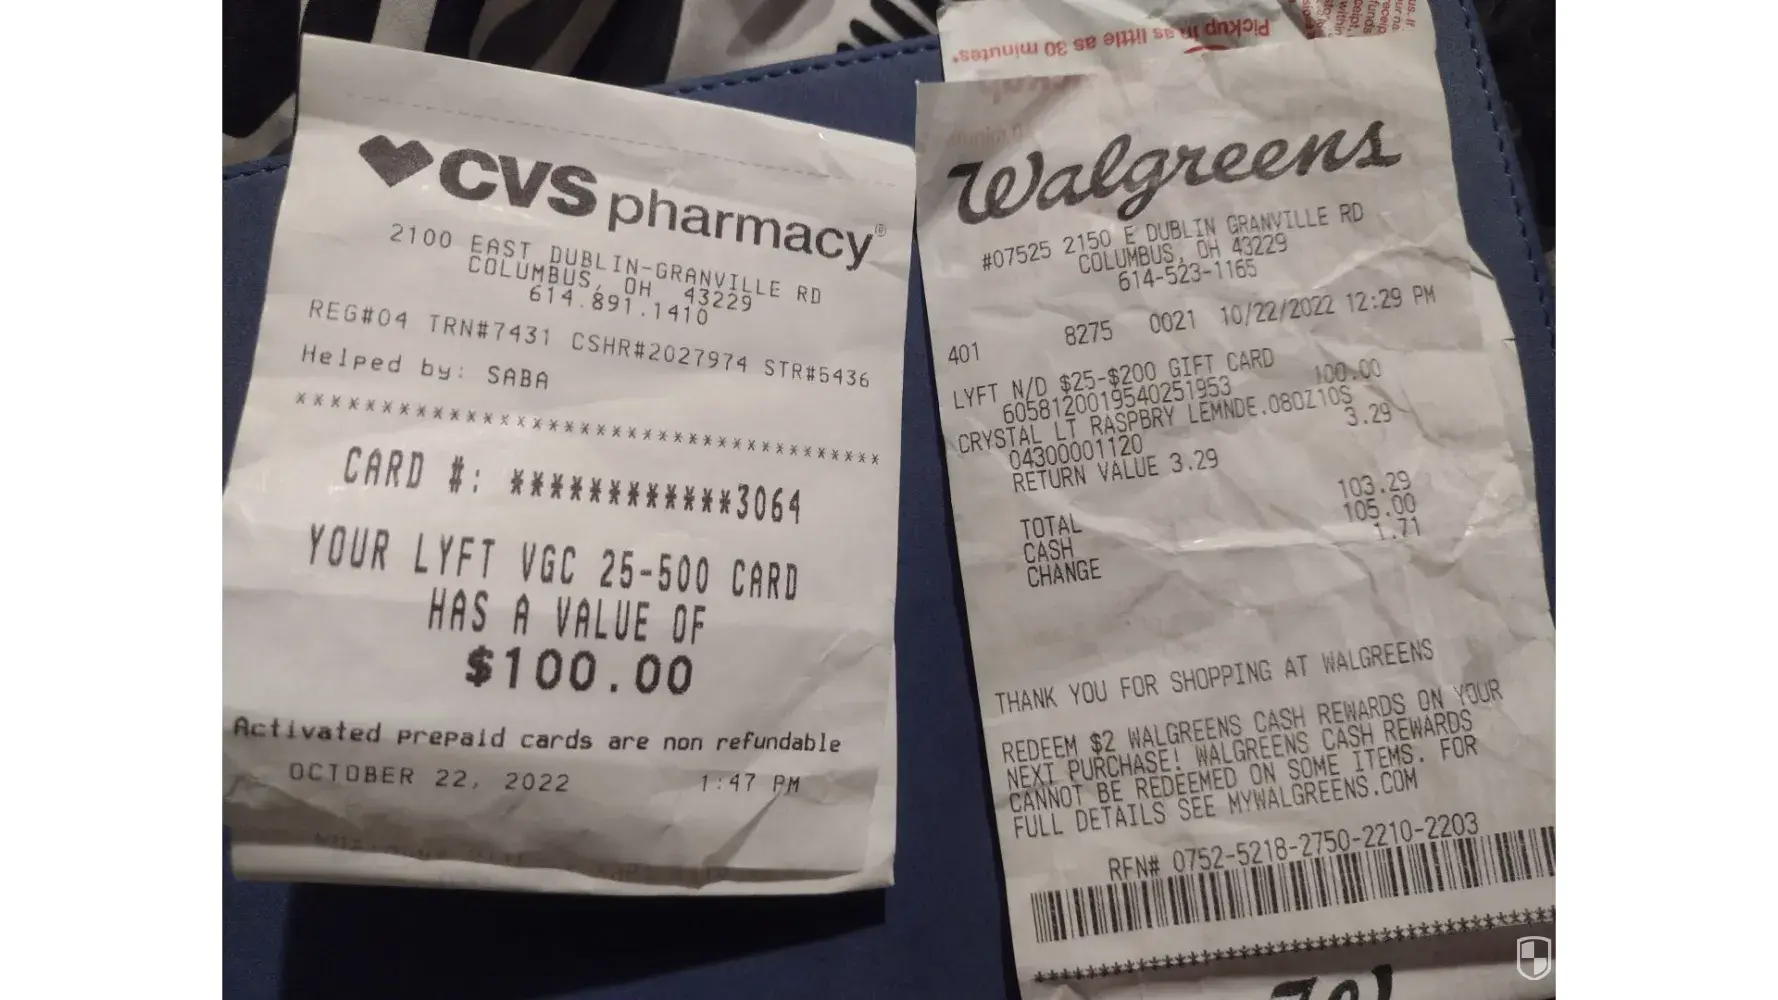 CVS pharmacy®
2100 EAST DUBLIN-GRANVILLE RD
COLUMBUS, OH 43229
614.891.1410
REG#04 TRN#7431 CSHR#2027974 STR#5436
Helped by: SABA
****************************************
CARD #: ************3064
YOUR LYFT VGC 25-500 CARD
HAS A VALUE OF
$100.00
Activated prepaid cards are non refundable
OCTOBER 22, 2022 1:47 PM
Pickup in as little as 30 minutes*
Walgreens
#07525 2150 E DUBLIN GRANVILLE RD
COLUMBUS, OH 43229
614-523-1165
401 8275 0021 10/22/2022 12:29 PM
LYFT N/D $25-$200 GIFT CARD
6058120019540251953 100.00
CRYSTAL LT RASPBRY LEMNDE.08OZ10S
04300001120 3.29
RETURN VALUE 3.29
TOTAL 103.29
CASH 105.00
CHANGE 1.71
THANK YOU FOR SHOPPING AT WALGREENS
REDEEM $2 WALGREENS CASH REWARDS ON YOUR
NEXT PURCHASE! WALGREENS CASH REWARDS
CANNOT BE REDEEMED ON SOME ITEMS. FOR
FULL DETAILS SEE MYWALGREENS.COM
RFN# 0752-5218-2750-2210-2203
****************************************